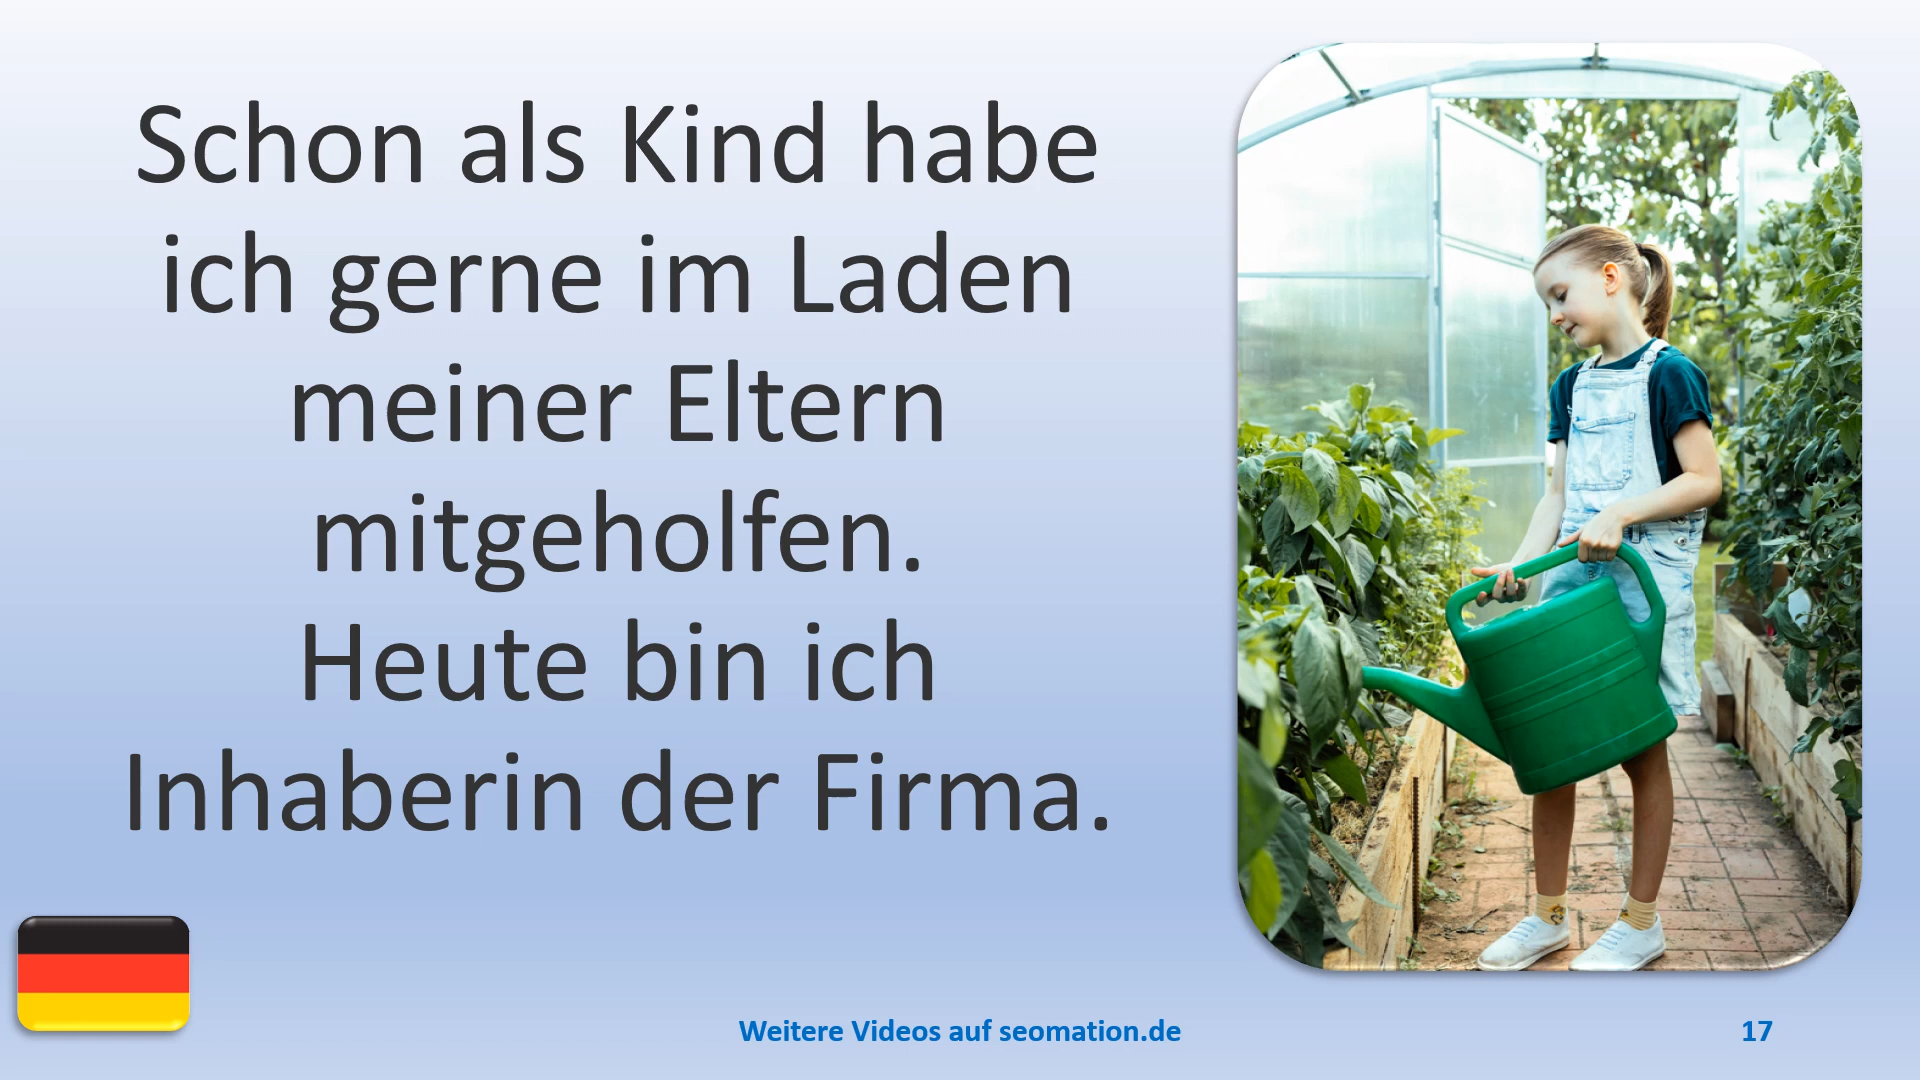 Schon als Kind habe
ich gerne im Laden
meiner Eltern
mitgeholfen.
Heute bin ich
Inhaberin der Firma.
Weitere Videos auf seomation.de
17